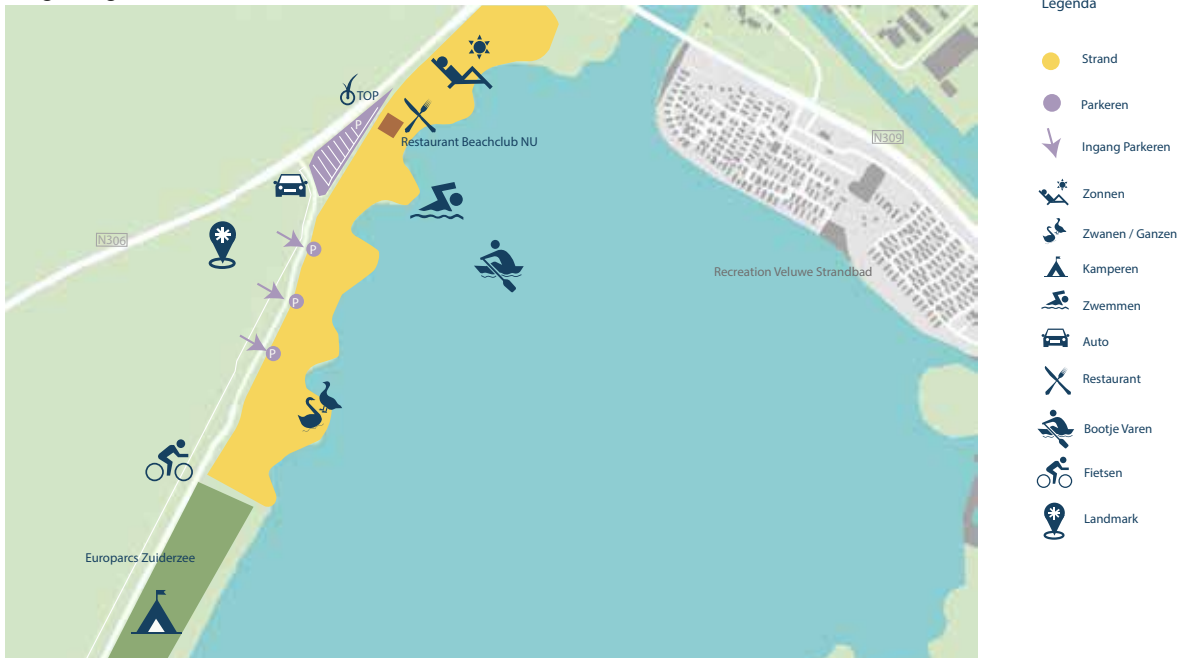 Legenda
Strand
Parkeren
Ingang Parkeren
Zonnen
Zwanen / Ganzen
Kamperen
Zwemmen
Auto
Restaurant
Bootje Varen
Fietsen
Landmark
TOP
P
Restaurant Beachclub NU
N309
N306
P
Recreation Veluwe Strandbad
P
P
Europarcs Zuiderzee